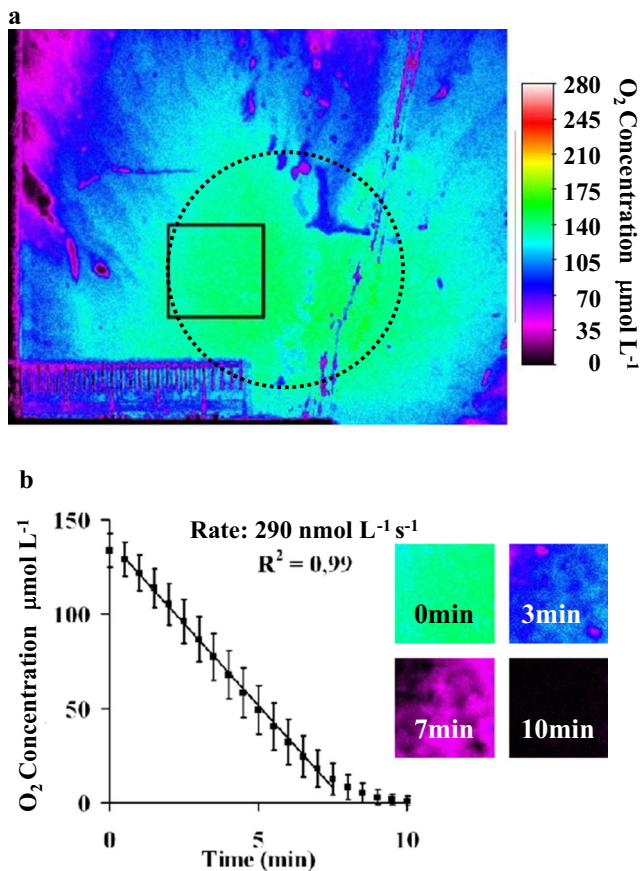 a
280
245
210
175
140
105
70
35
0
O2 Concentration μmol L-1
b
O2 Concentration μmol L-1
150
100
50
0
Rate: 290 nmol L-1 s-1
R2 = 0,99
0min
3min
7min
10min
0
5
10
Time (min)